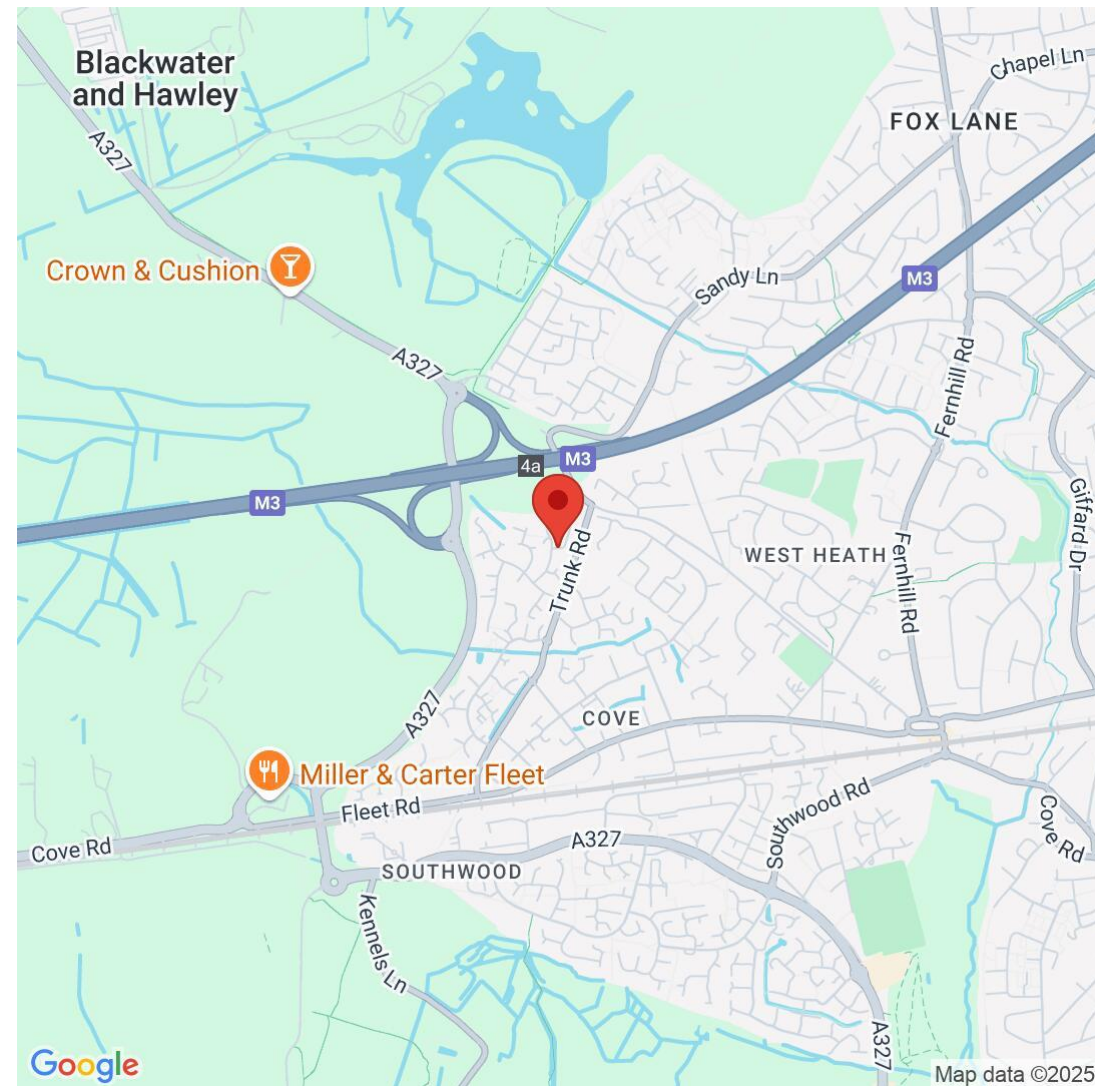 Blackwater
and Hawley
Chapel Ln
FOX LANE
A327
Crown & Cushion
Sandy Ln
M3
A327
Fernhill Rd
4a
M3
M3
Giffard Dr
Trunk Rd
WEST HEATH
Fernhill Rd
A327
COVE
Miller & Carter Fleet
Fleet Rd
Southwood Rd
Cove Rd
Cove Rd
A327
SOUTHWOOD
Kennels Ln
A327
Google
Map data ©2025